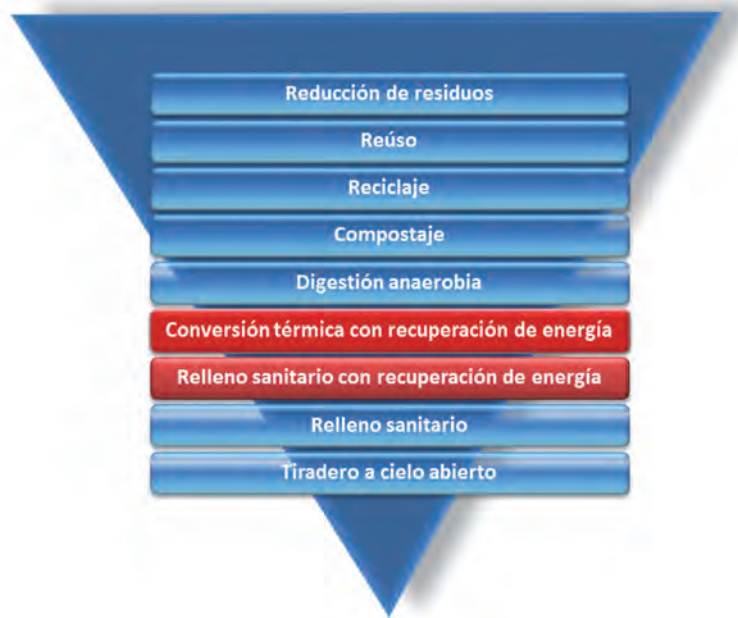 Reducción de residuos
Reúso
Reciclaje
Compostaje
Digestión anaerobia
Conversión térmica con recuperación de energía
Relleno sanitario con recuperación de energía
Relleno sanitario
Tiradero a cielo abierto